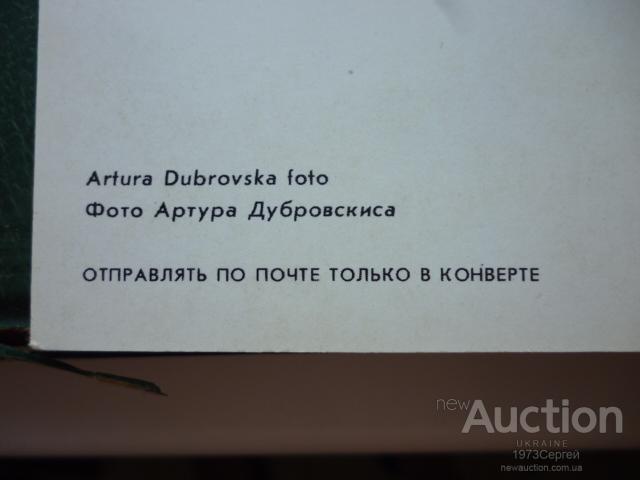 Artura Dubrovska foto
Фото Артура Дубровскиса
ОТПРАВЛЯТЬ ПО ПОЧТЕ ТОЛЬКО В КОНВЕРТЕ
new Auction
UKRAINE
1973Сергей
newauction.com.ua